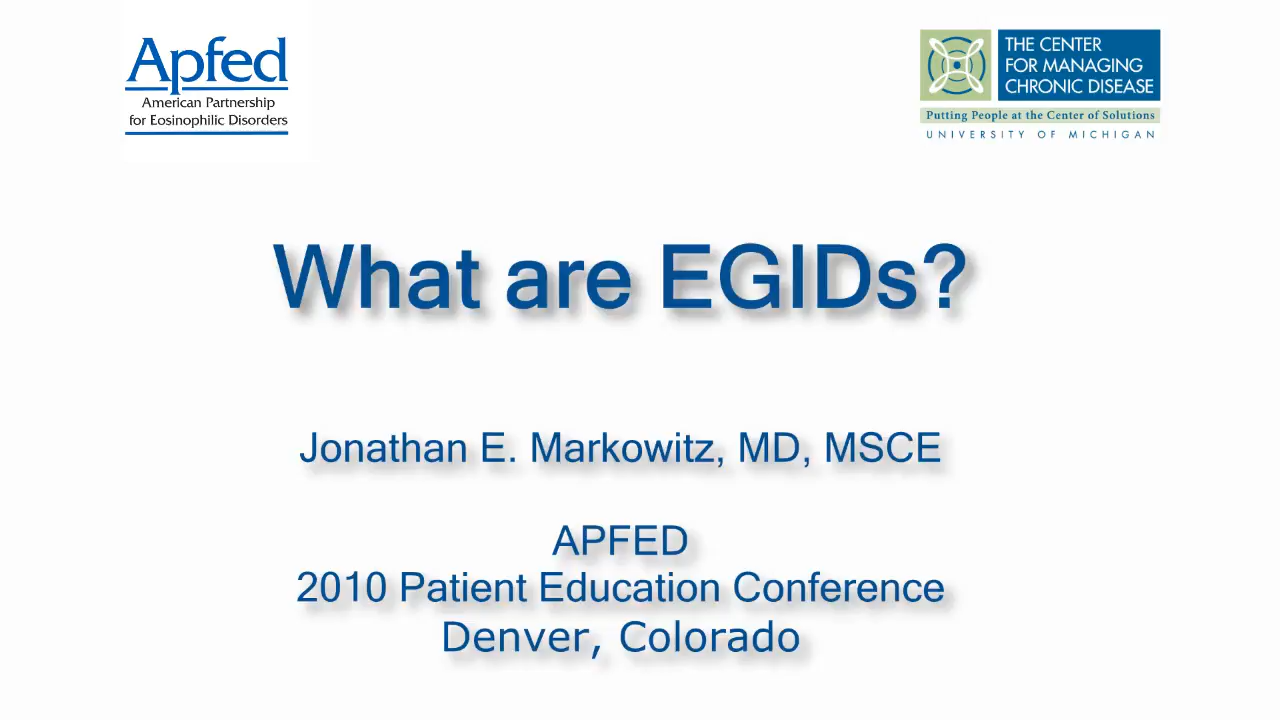 Apfed
American Partnership
for Eosinophilic Disorders
THE CENTER
FOR MANAGING
CHRONIC DISEASE
Putting People at the Center of Solutions
UNIVERSITY OF MICHIGAN
What are EGIDs?
Jonathan E. Markowitz, MD, MSCE
APFED
2010 Patient Education Conference
Denver, Colorado